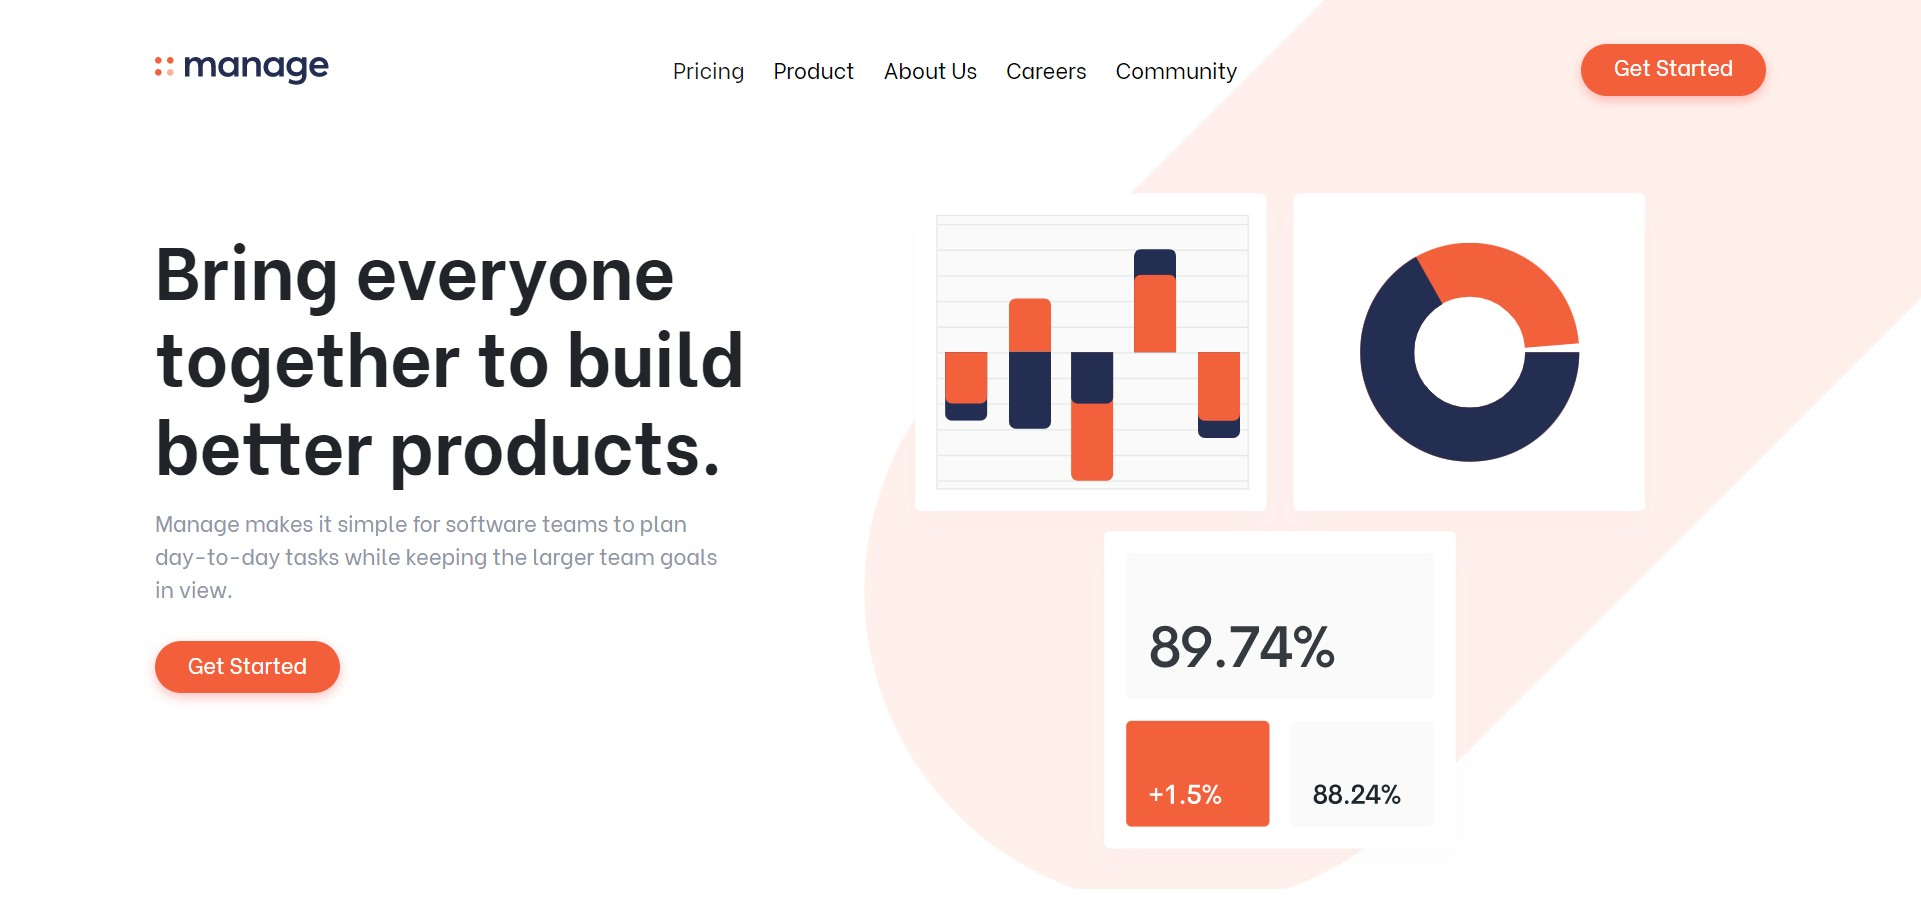 manage
Pricing Product About Us Careers Community
Get Started
Bring everyone
together to build
better products.
Manage makes it simple for software teams to plan
day-to-day tasks while keeping the larger team goals
in view.
Get Started
89.74%
+1.5%
88.24%